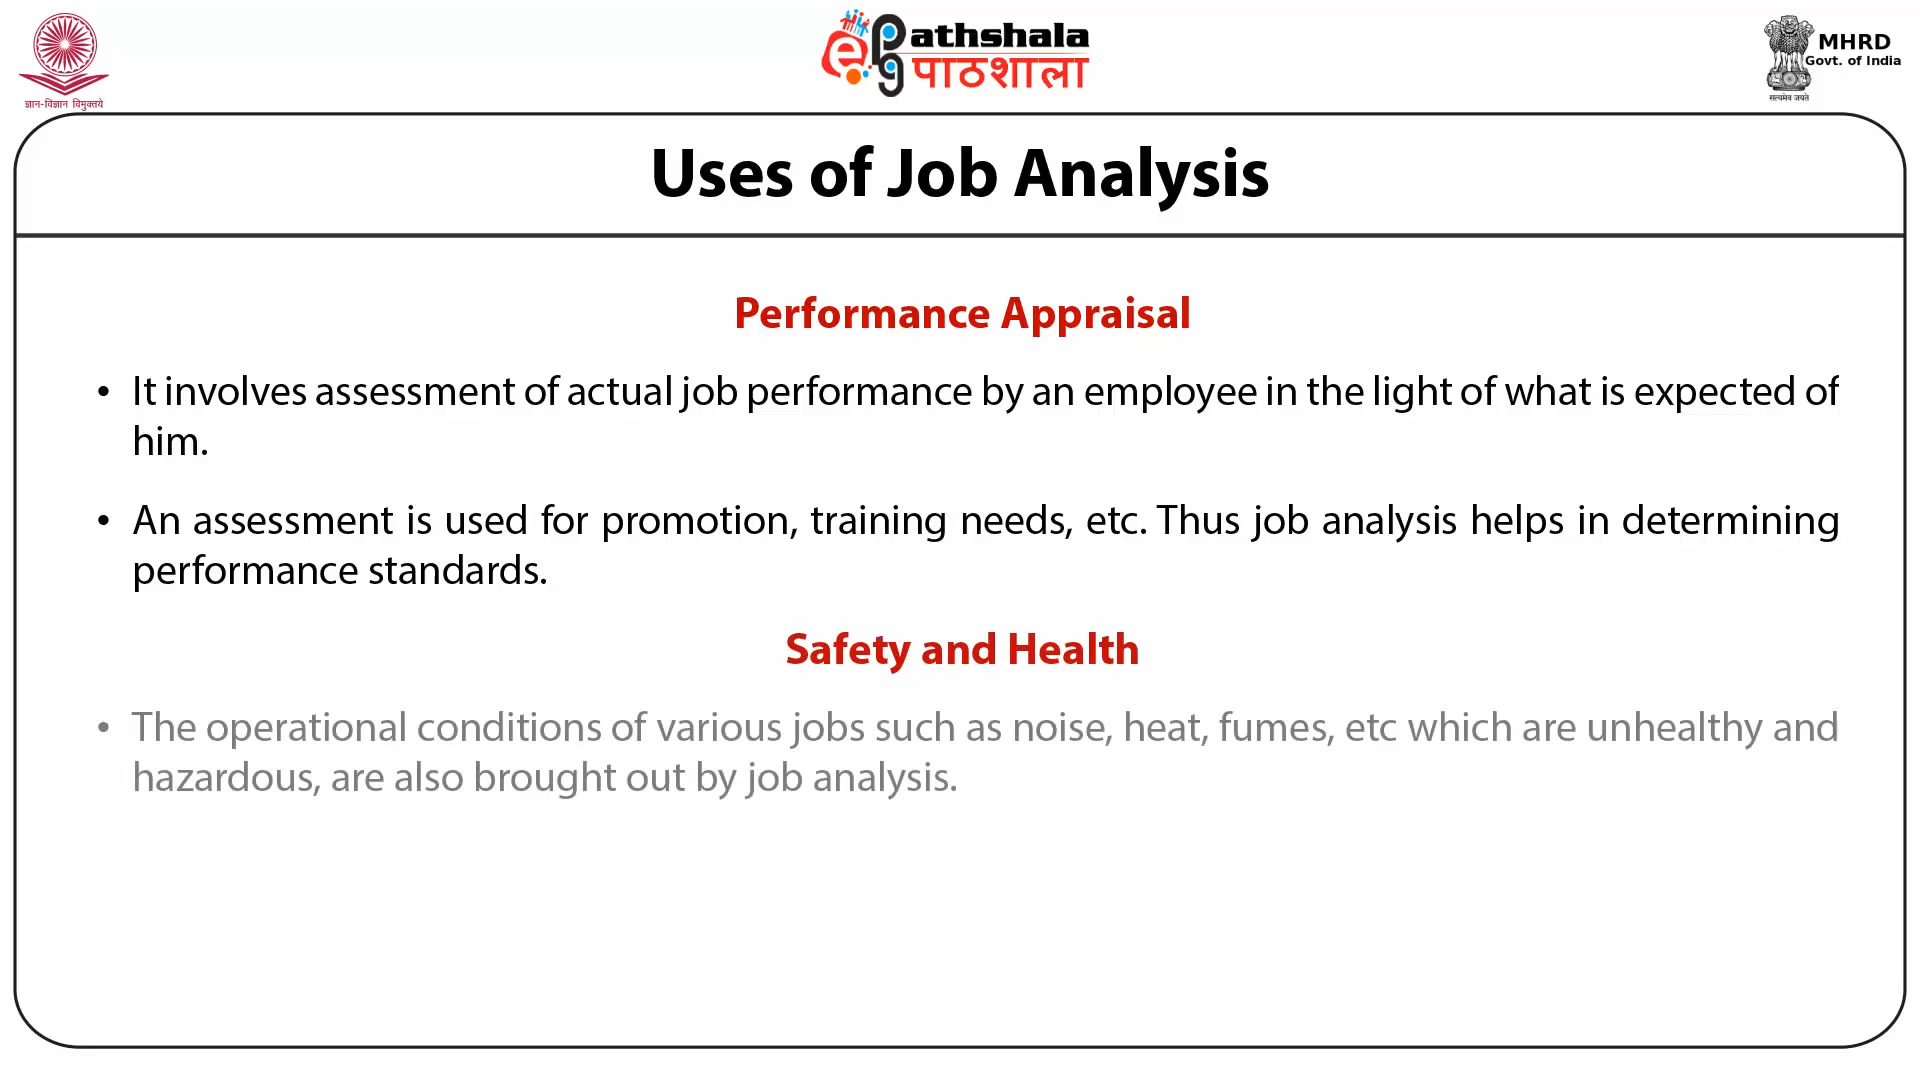 ज्ञान-विज्ञान विमुक्तये
ePathshala
पाठशाला
MHRD
Govt. of India
सत्यमेव जयते
Uses of Job Analysis
Performance Appraisal
• It involves assessment of actual job performance by an employee in the light of what is expected of
him.
• An assessment is used for promotion, training needs, etc. Thus job analysis helps in determining
performance standards.
Safety and Health
• The operational conditions of various jobs such as noise, heat, fumes, etc which are unhealthy and
hazardous, are also brought out by job analysis.